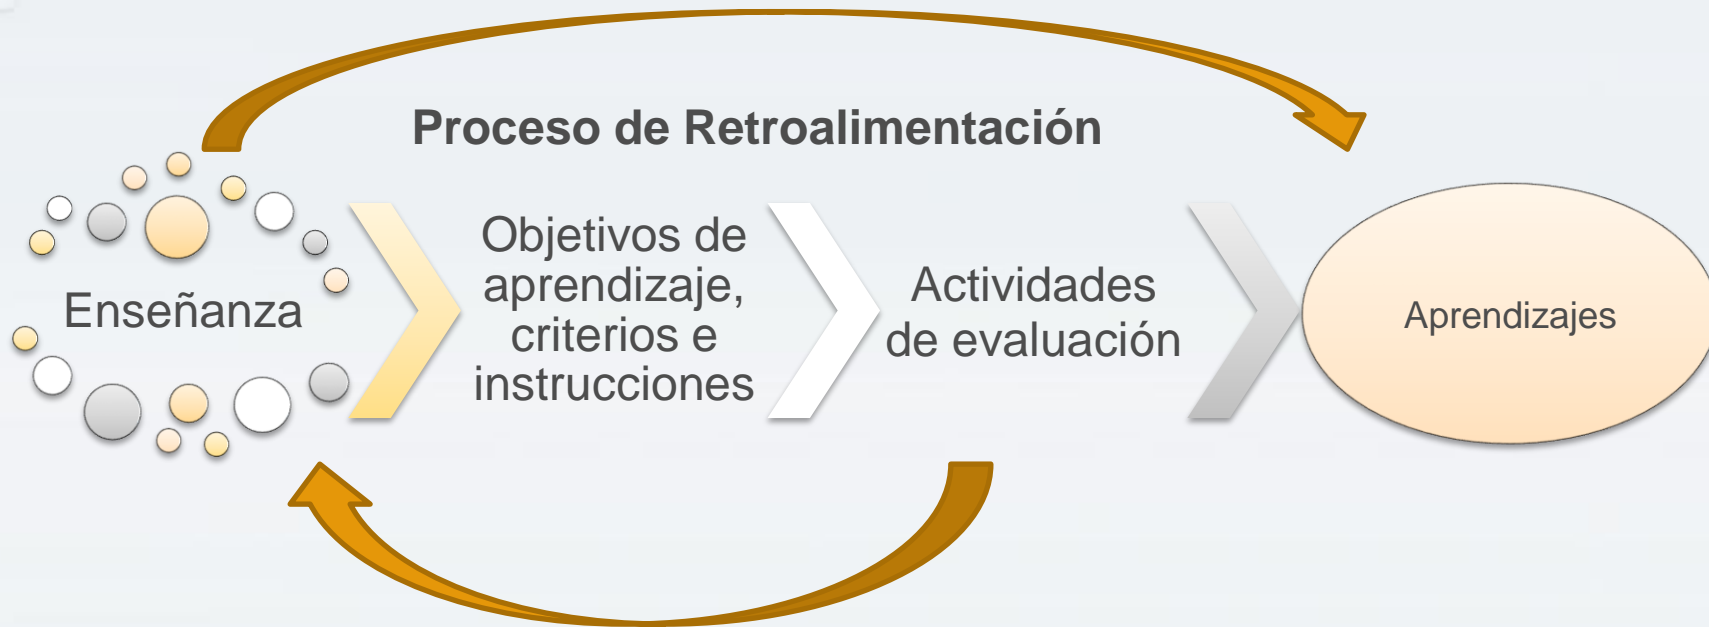 Proceso de Retroalimentación
Enseñanza
Objetivos de
aprendizaje,
criterios e
instrucciones
Actividades
de evaluación
Aprendizajes